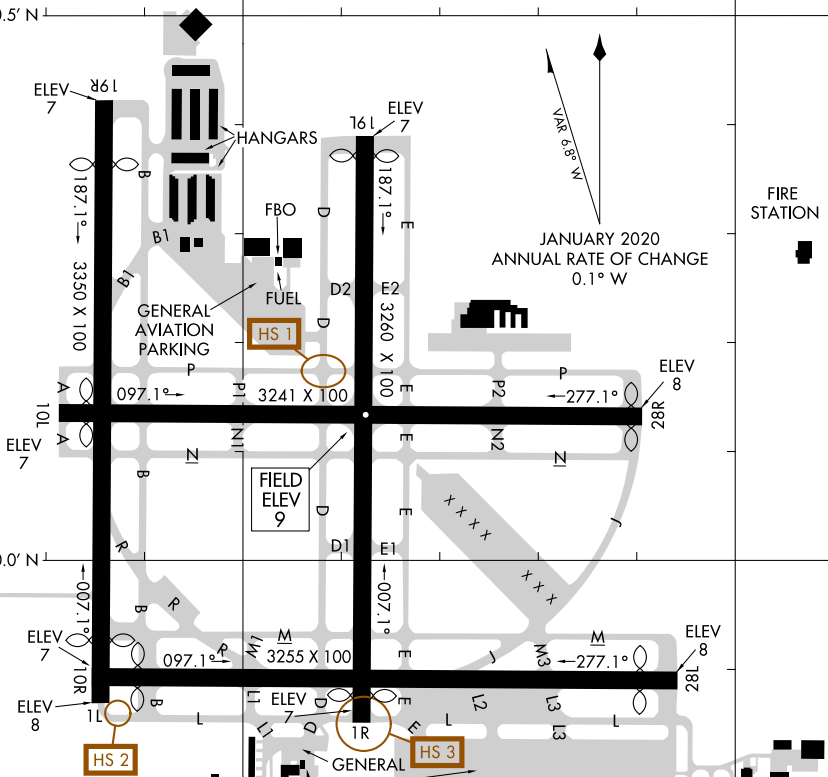 0.5' N
19R
ELEV
7
HANGARS
B
187.1°
3350 X 100
B1
B1
FBO
FUEL
GENERAL
AVIATION
PARKING
19L
ELEV
7
187.1°
D
E
D2
E2
D
3260 X 100
VAR 6.8° W
JANUARY 2020
ANNUAL RATE OF CHANGE
0.1° W
FIRE
STATION
HS 1
P
P
A
097.1°
P1
3241 X 100
E
P2
277.1°
ELEV
8
10L
28R
A
ELEV
7
N1
N
E
N2
N
FIELD
ELEV
9
B
D
E
X X X X
X X X
J
R
D1
E1
0.0' N
007.1°
007.1°
R
B
ELEV
7
R
M1
M
E
J
M3
M
097.1°
3255 X 100
277.1°
ELEV
8
10R
28L
ELEV
8
1L
B
L
L1
L1
ELEV
7
D
D
1R
E
E
L
L2
L3
L3
L
HS 2
HS 3
GENERAL